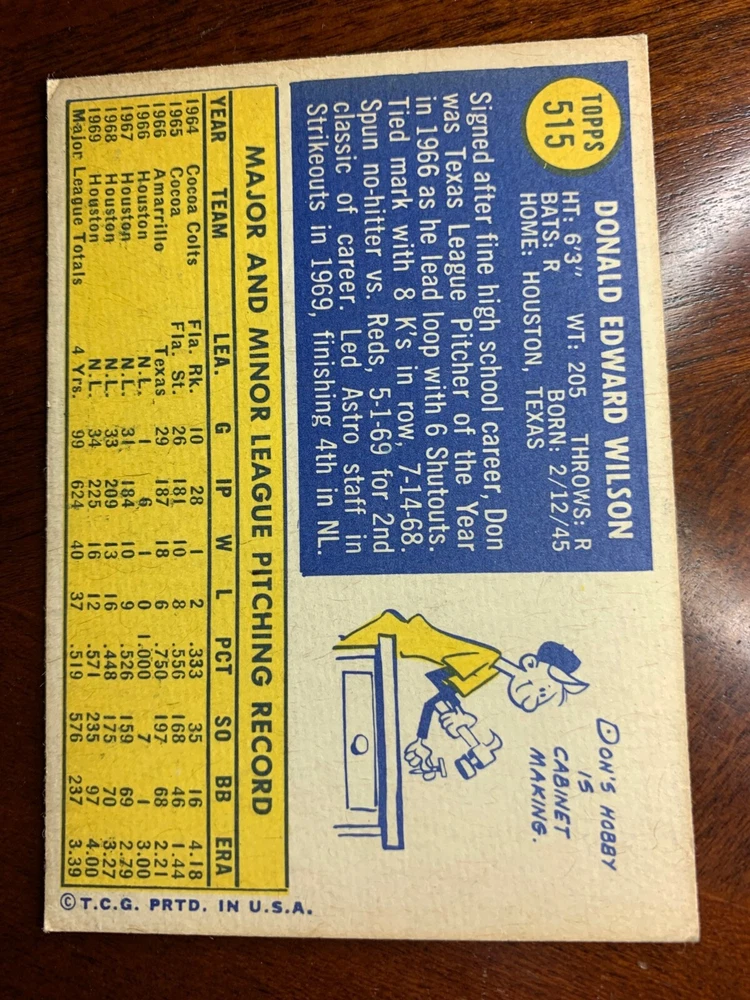 TOPPS
515
DONALD EDWARD WILSON
HT: 6'3" WT: 205 THROWS: R
BATS: R BORN: 2/12/45
HOME: HOUSTON, TEXAS
Signed after fine high school career, Don
was Texas League Pitcher of the Year
in 1966 as he lead loop with 6 Shutouts.
Tied mark with 8 K's in row, 7-14-68.
Spun no-hitter vs. Reds, 5-1-69 for 2nd
classic of career. Led Astro staff in
Strikeouts in 1969, finishing 4th in NL.
DON'S HOBBY
IS
CABINET
MAKING.
MAJOR AND MINOR LEAGUE PITCHING RECORD
YEAR TEAM LEA. G IP W L PCT SO BB ERA
1964 Cocoa Colts Fla. Rk. 10 28 1 2 .333 35 16 4.18
1965 Cocoa Fla. St. 26 181 10 8 .556 168 46 1.44
1966 Amarillo Texas 29 187 18 6 .750 197 68 2.21
1966 Houston N.L. 1 6 1 0 1.000 7 1 3.00
1967 Houston N.L. 31 184 10 9 .526 159 69 2.79
1968 Houston N.L. 33 209 13 16 .448 175 70 3.27
1969 Houston N.L. 34 225 16 12 .571 235 97 4.00
Major League Totals 4 Yrs. 99 624 40 37 .519 576 237 3.39
©T.C.G. PRTD. IN U.S.A.